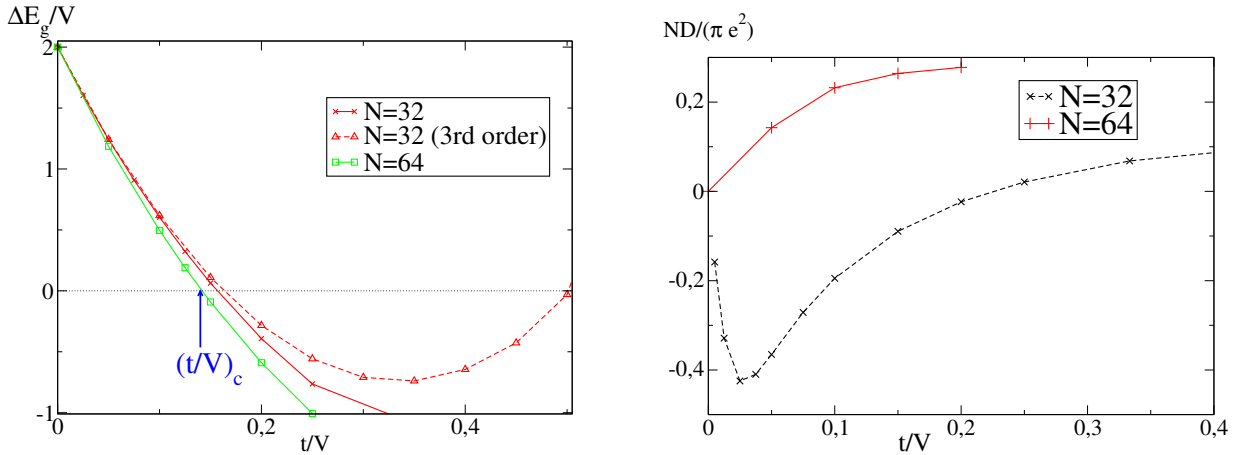 ΔE_g/V
2
1
0
-1
0
0,2
0,4
t/V
N=32
N=32 (3rd order)
N=64
(t/V)_c
ND/(π e²)
0,2
0
-0,2
-0,4
0
0,1
0,2
0,3
0,4
t/V
N=32
N=64